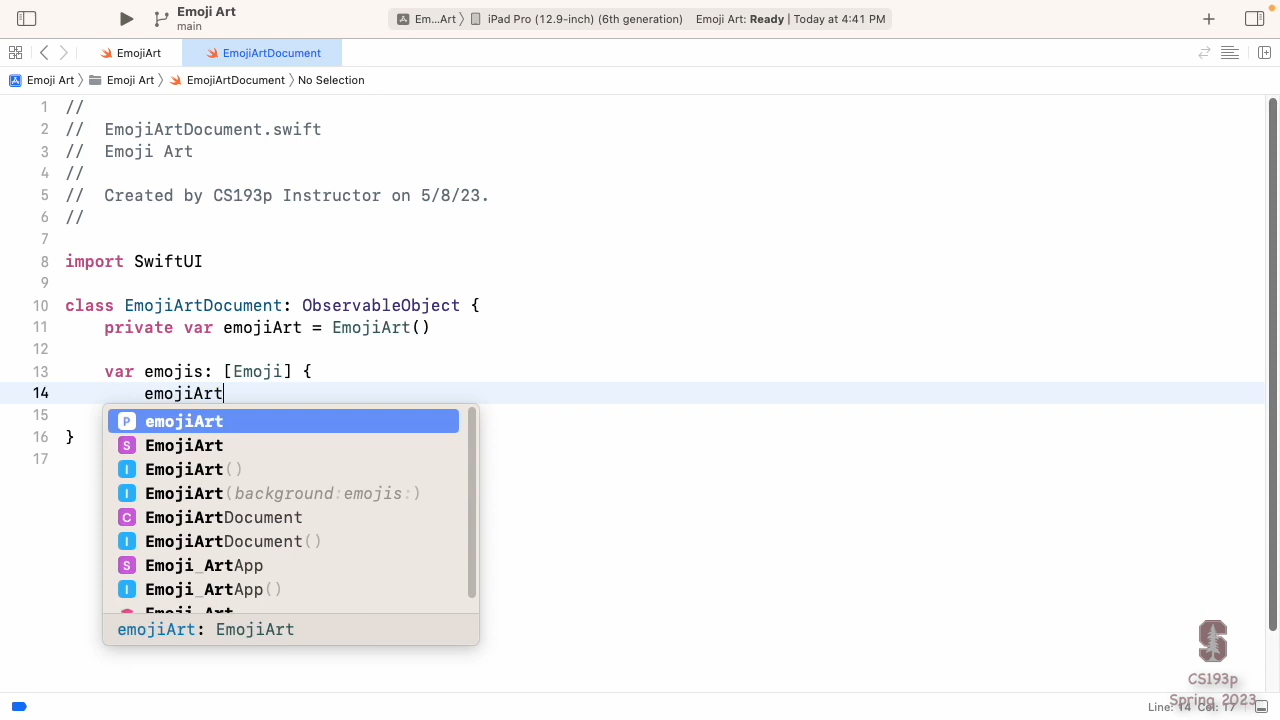 Emoji Art
main
Em...Art 〉 iPad Pro (12.9-inch) (6th generation) Emoji Art: Ready | Today at 4:41 PM
EmojiArt EmojiArtDocument
Emoji Art 〉 Emoji Art 〉 EmojiArtDocument 〉 No Selection
1 //
2 //  EmojiArtDocument.swift
3 //  Emoji Art
4 //
5 //  Created by CS193p Instructor on 5/8/23.
6 //
7
8 import SwiftUI
9
10 class EmojiArtDocument: ObservableObject {
11     private var emojiArt = EmojiArt()
12
13     var emojis: [Emoji] {
14         emojiArt
15
16 }
17
P emojiArt
S EmojiArt
I EmojiArt()
I EmojiArt(background:emojis:)
C EmojiArtDocument
I EmojiArtDocument()
S Emoji_ArtApp
I Emoji_ArtApp()
Emoji_Art
emojiArt: EmojiArt
S
CS193p
Spring 2023
Line: 14 Col: 17